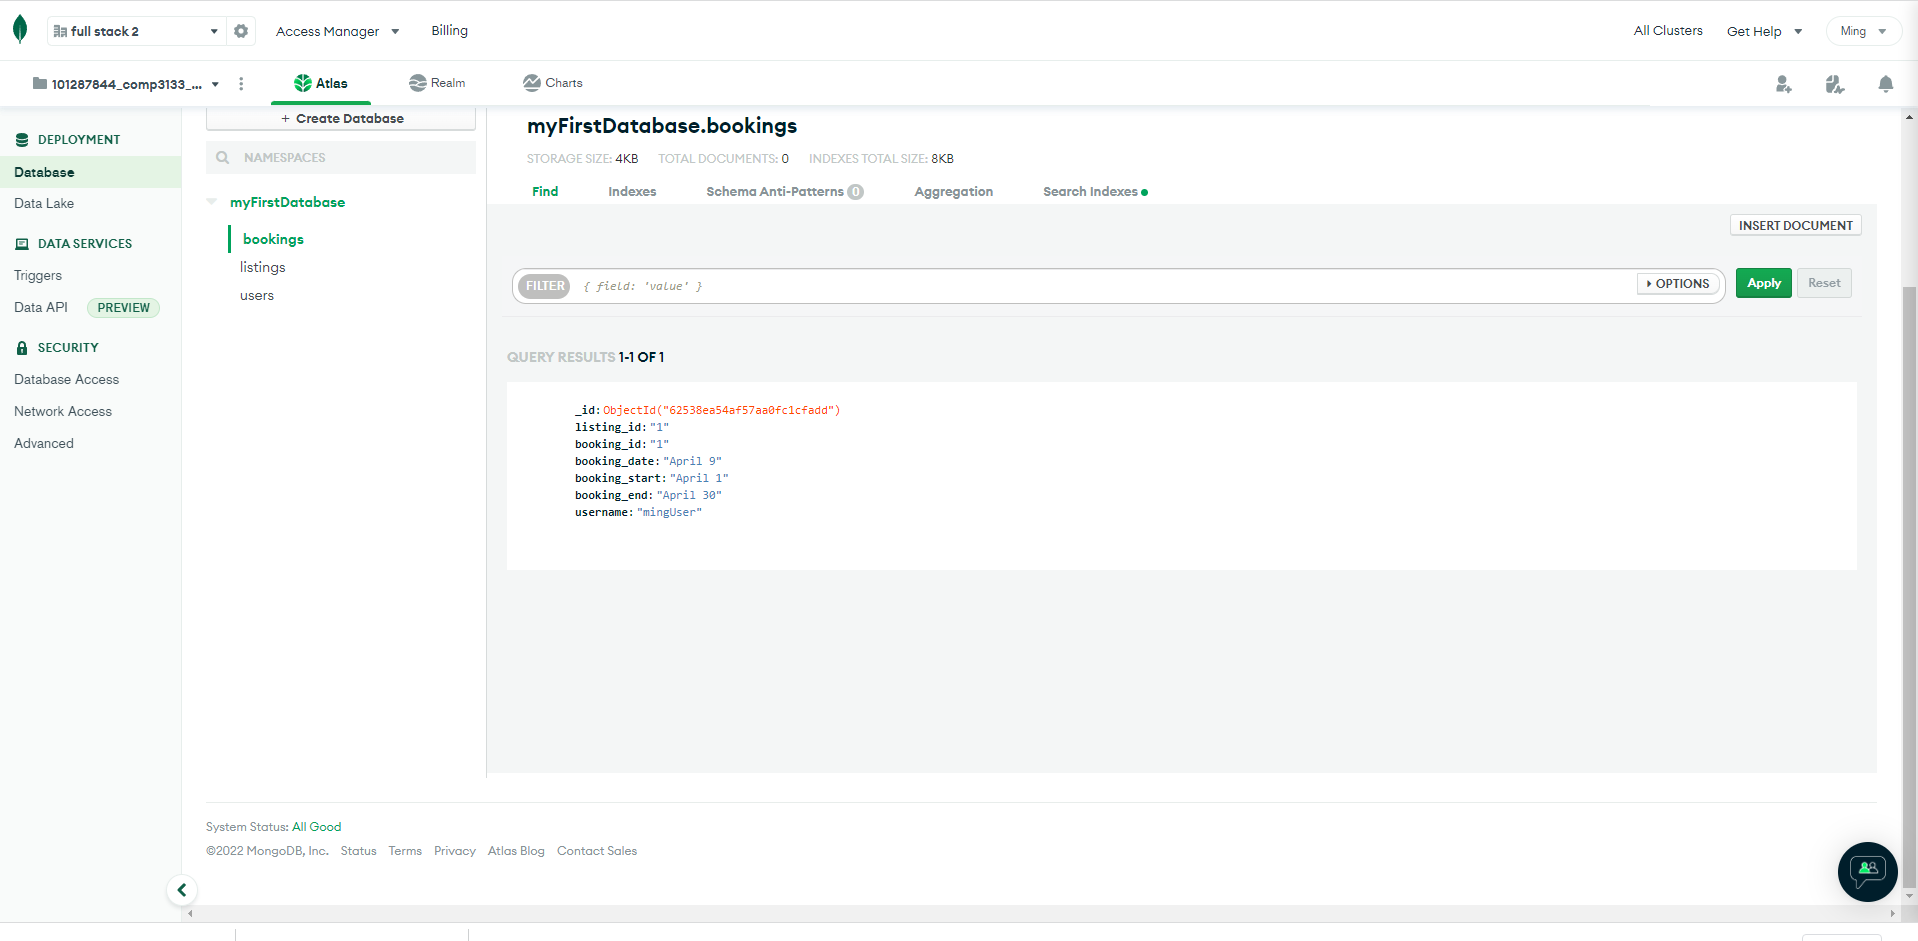 full stack 2 Access Manager Billing All Clusters Get Help Ming
101287844_comp3133_... Atlas Realm Charts
DEPLOYMENT
Database
Data Lake
DATA SERVICES
Triggers
Data API PREVIEW
SECURITY
Database Access
Network Access
Advanced
+ Create Database
NAMESPACES
myFirstDatabase
bookings
listings
users
myFirstDatabase.bookings
STORAGE SIZE: 4KB TOTAL DOCUMENTS: 0 INDEXES TOTAL SIZE: 8KB
Find Indexes Schema Anti-Patterns 0 Aggregation Search Indexes
INSERT DOCUMENT
FILTER { field: 'value' } OPTIONS Apply Reset
QUERY RESULTS 1-1 OF 1
_id: ObjectId("62538ea54af57aa0fc1cfadd")
listing_id: "1"
booking_id: "1"
booking_date: "April 9"
booking_start: "April 1"
booking_end: "April 30"
username: "mingUser"
System Status: All Good
©2022 MongoDB, Inc. Status Terms Privacy Atlas Blog Contact Sales